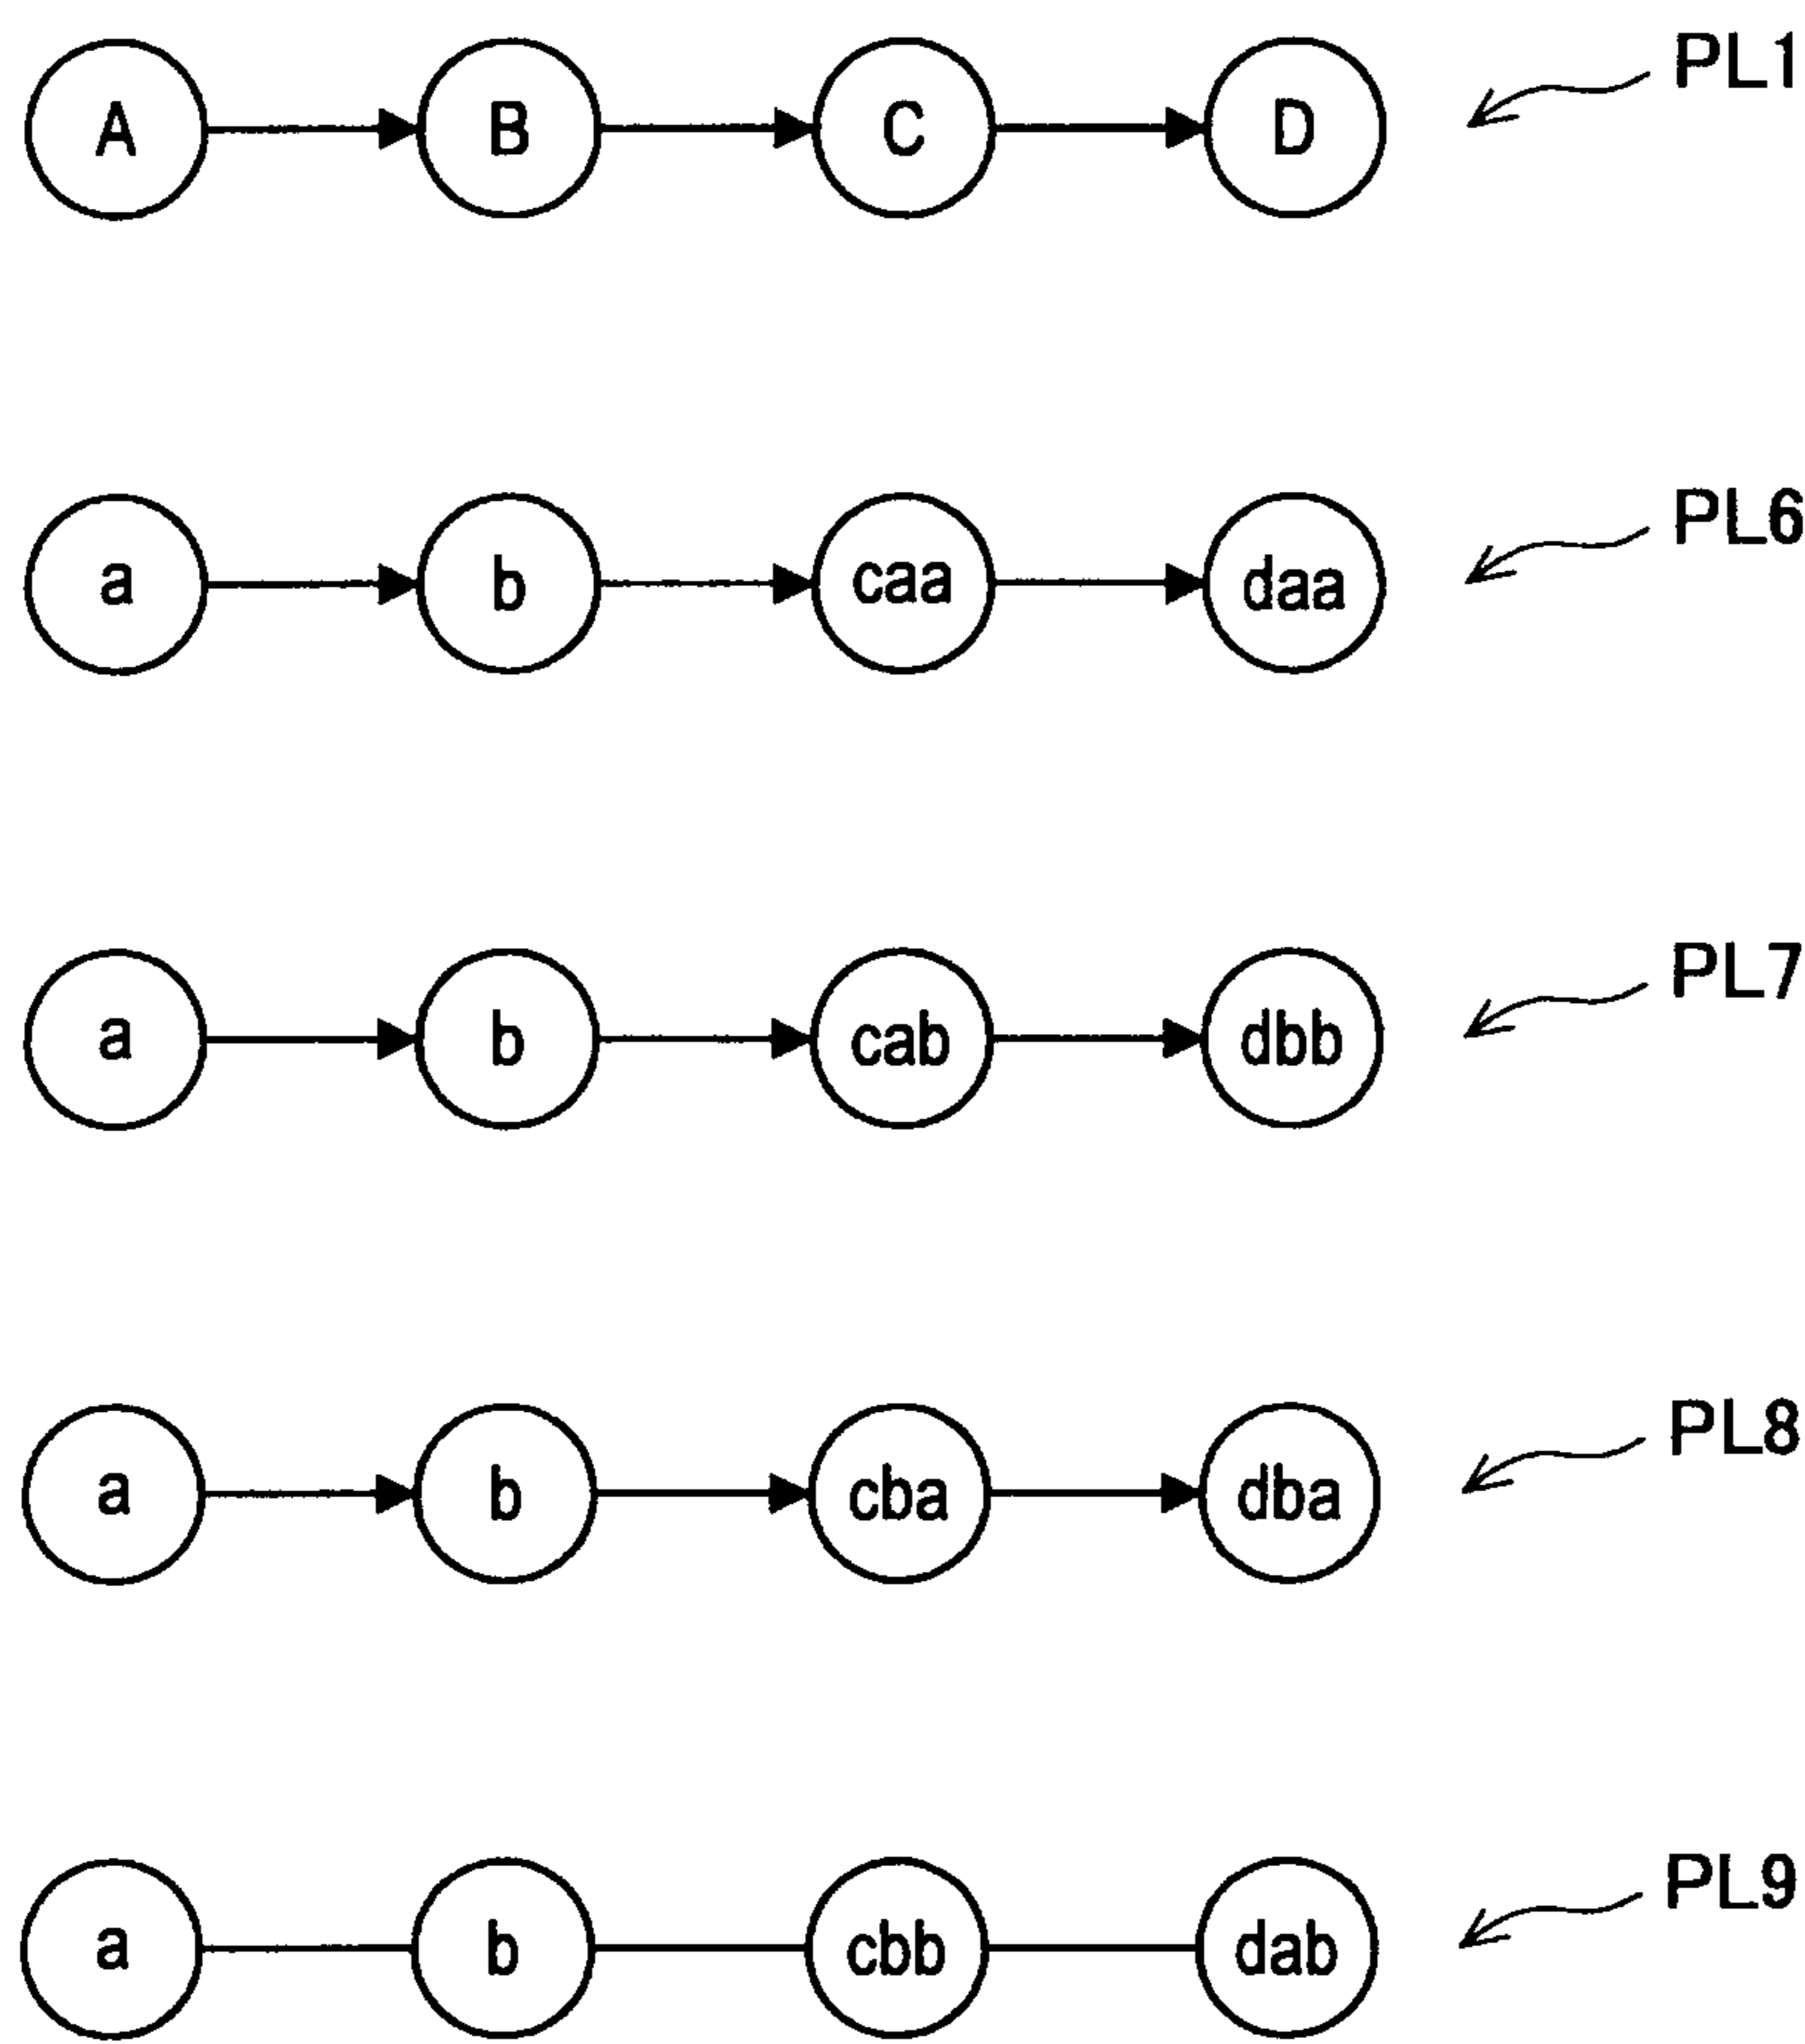 A B C D PL1
a b caa daa PL6
a b cab dbb PL7
a b cba dba PL8
a b cbb dab PL9